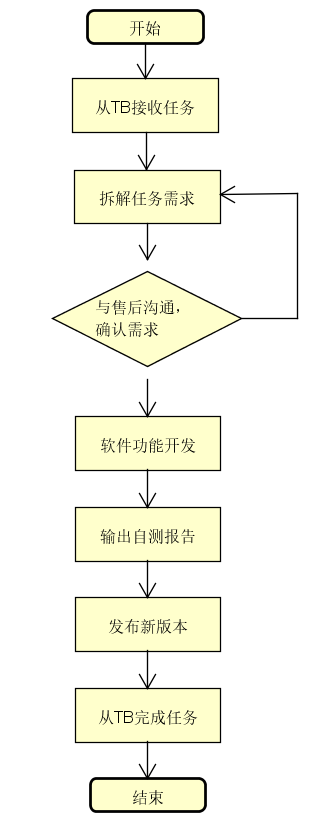 开始
从TB接收任务
拆解任务需求
与售后沟通，
确认需求
软件功能开发
输出自测报告
发布新版本
从TB完成任务
结束